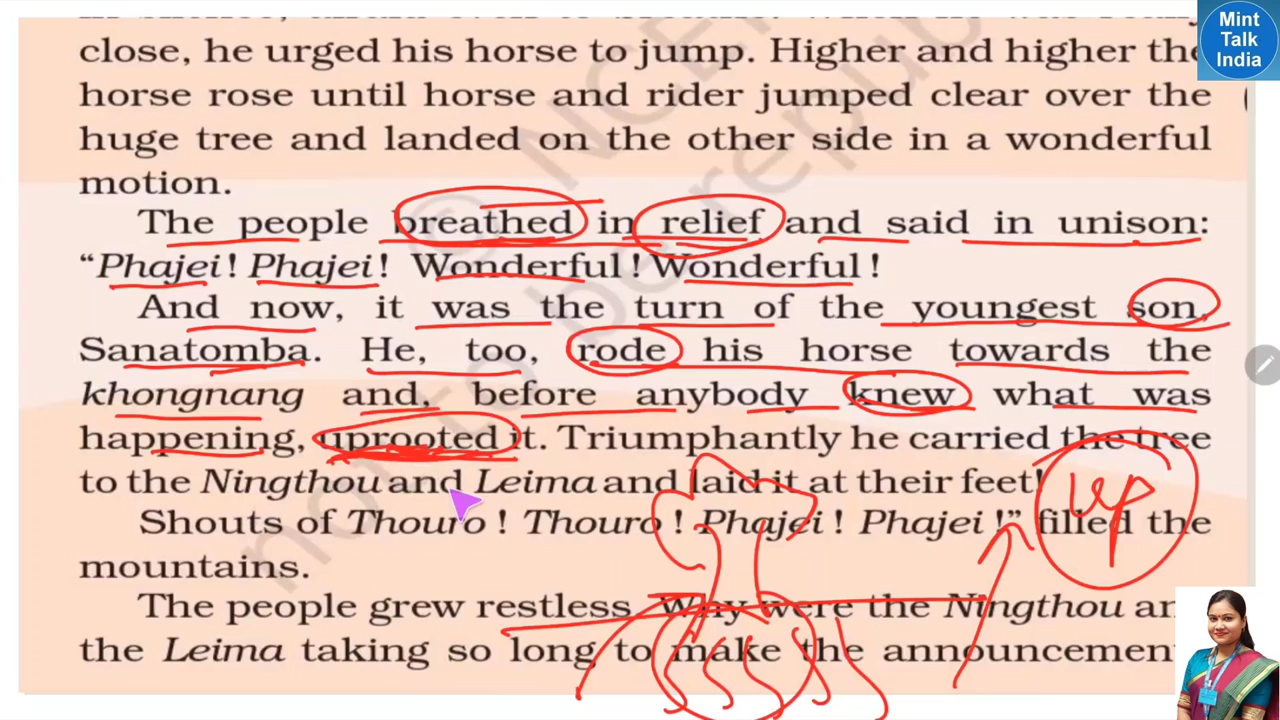 close, he urged his horse to jump. Higher and higher the
horse rose until horse and rider jumped clear over the
huge tree and landed on the other side in a wonderful
motion.
The people breathed in relief and said in unison:
“Phajei! Phajei! Wonderful! Wonderful!
And now, it was the turn of the youngest son,
Sanatomba. He, too, rode his horse towards the
khongnang and, before anybody knew what was
happening, uprooted it. Triumphantly he carried the tree
to the Ningthou and Leima and laid it at their feet!
Shouts of Thouro! Thouro! Phajei! Phajei!” filled the
mountains.
The people grew restless. Why were the Ningthou an
the Leima taking so long to make the announcement
up
Mint
Talk
India
not to be republ
© NCE